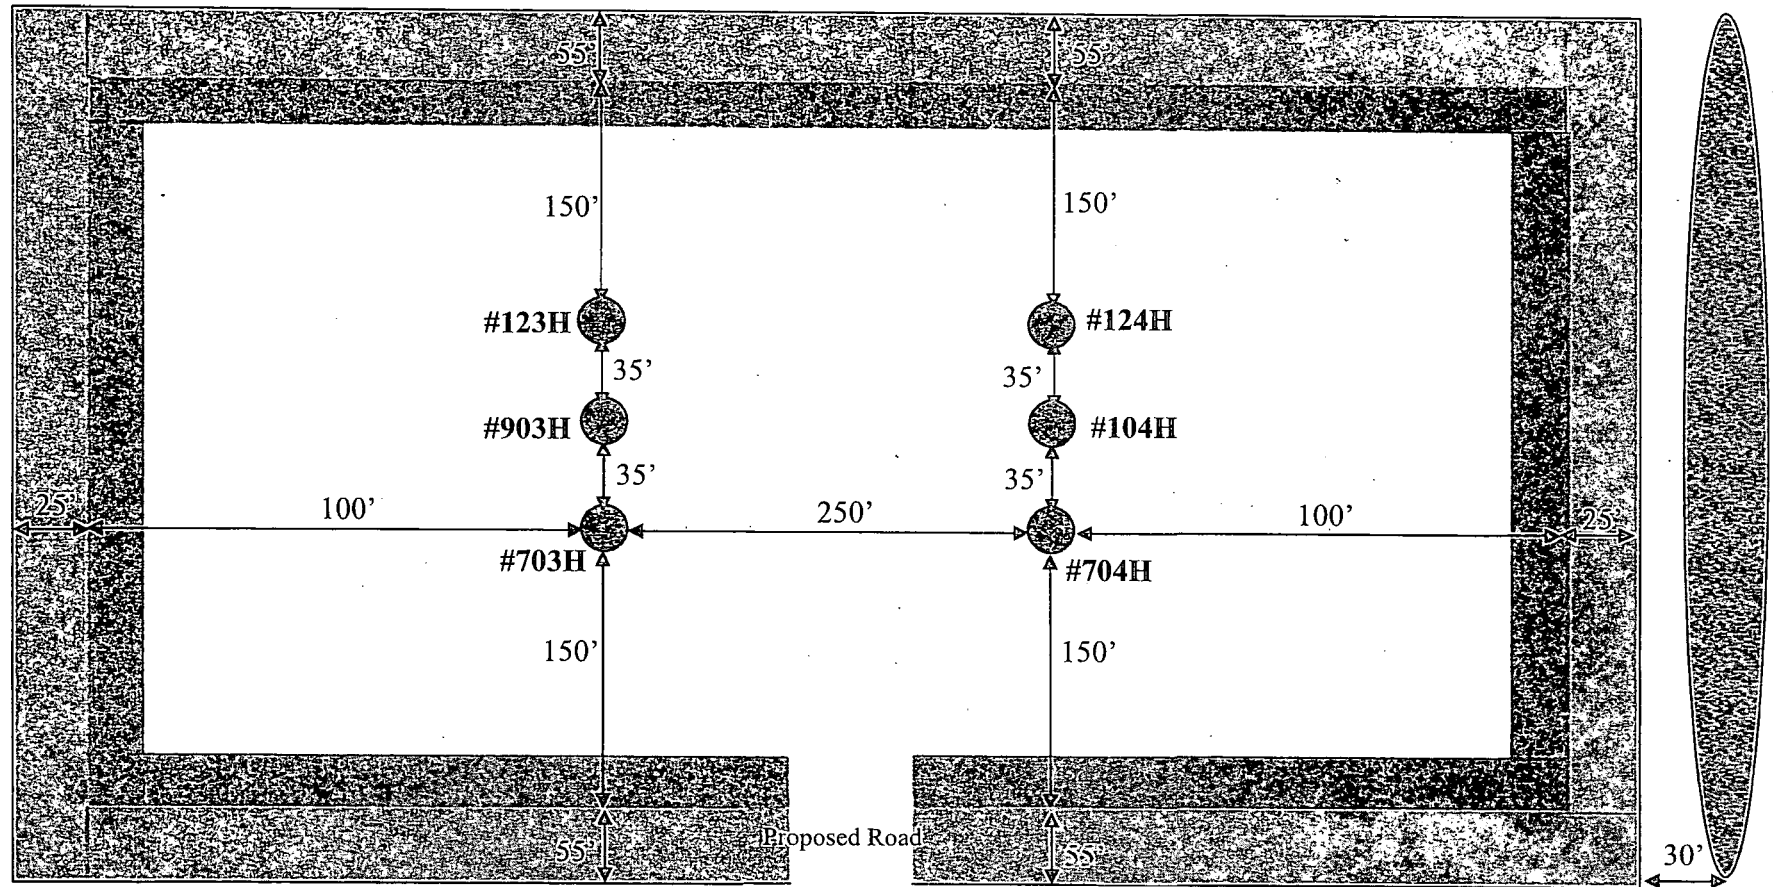 55' 55'
150' 150'
#123H #124H
35' 35'
#903H #104H
35' 35'
25' 100' 250' 100' 25'
#703H #704H
150' 150'
55' Proposed Road 55' 30'